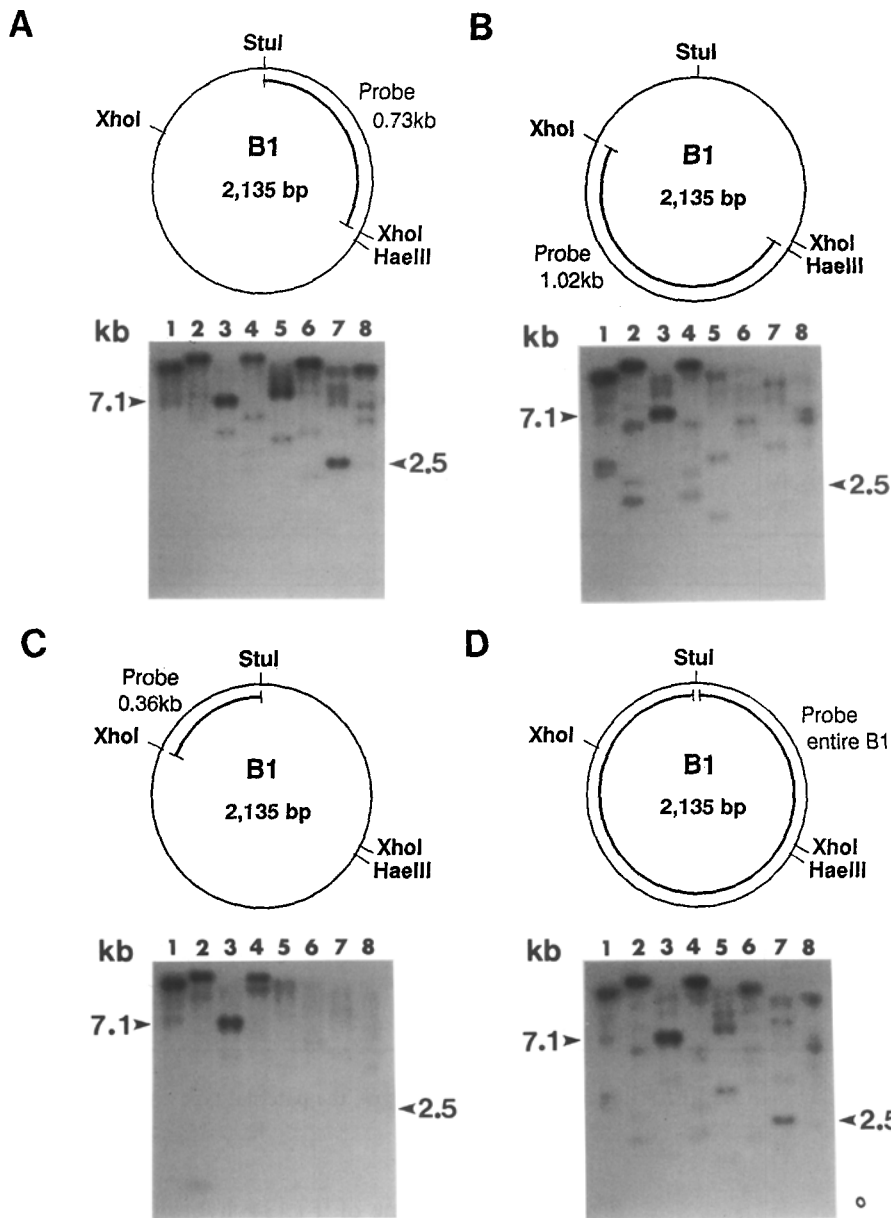 A
StuI
Probe
0.73kb
XhoI
B1
2,135 bp
XhoI
HaeIII
kb 1 2 3 4 5 6 7 8
7.1
2.5
B
StuI
XhoI
B1
2,135 bp
Probe
1.02kb
XhoI
HaeIII
kb 1 2 3 4 5 6 7 8
7.1
2.5
C
StuI
Probe
0.36kb
XhoI
B1
2,135 bp
XhoI
HaeIII
kb 1 2 3 4 5 6 7 8
7.1
2.5
D
StuI
Probe
entire B1
XhoI
B1
2,135 bp
XhoI
HaeIII
kb 1 2 3 4 5 6 7 8
7.1
2.5